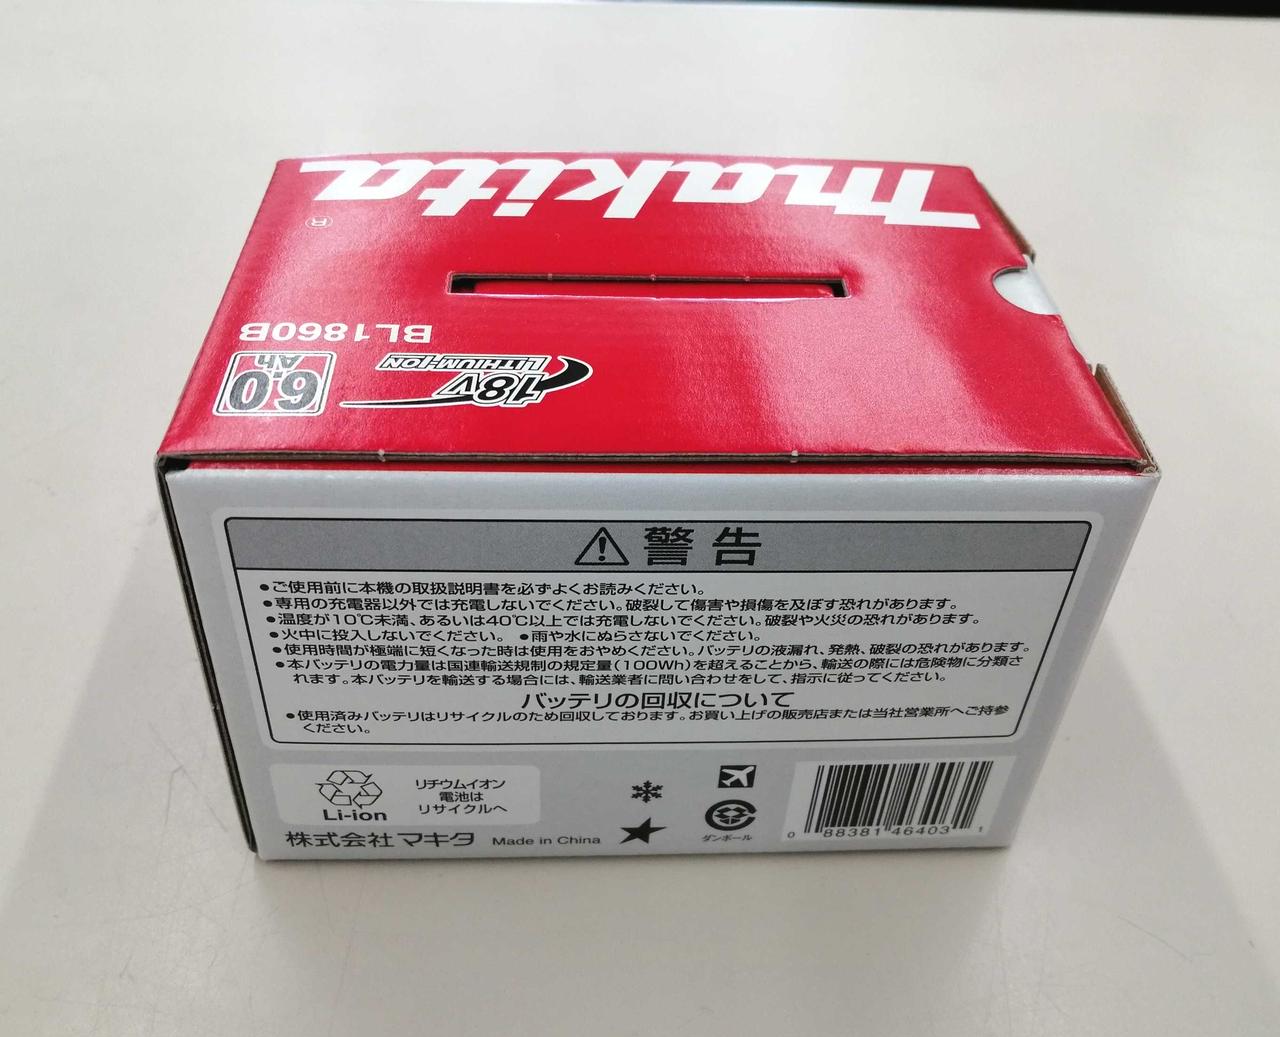 makita
®
BL1860B
18V
LITHIUM-ION
6.0
Ah
警告
●ご使用前に本機の取扱説明書を必ずよくお読みください。
●専用の充電器以外では充電しないでください。破裂して傷害や損傷を及ぼす恐れがあります。
●温度が10℃未満、あるいは40℃以上では充電しないでください。破裂や火災の恐れがあります。
●火中に投入しないでください。 ●雨や水にぬらさないでください。
●使用時間が極端に短くなった時は使用をおやめください。バッテリの液漏れ、発熱、破裂の恐れがあります。
●本バッテリの電力量は国連輸送規制の規定量(100Wh)を超えることから、輸送の際には危険物に分類さ
れます。本バッテリを輸送する場合には、輸送業者に問い合わせをして、指示に従ってください。
バッテリの回収について
●使用済みバッテリはリサイクルのため回収しております。お買い上げの販売店または当社営業所へご持参
ください。
Li-ion
リチウムイオン
電池は
リサイクルへ
株式会社 マキタ Made in China
ダンボール
0 88381 46403 1